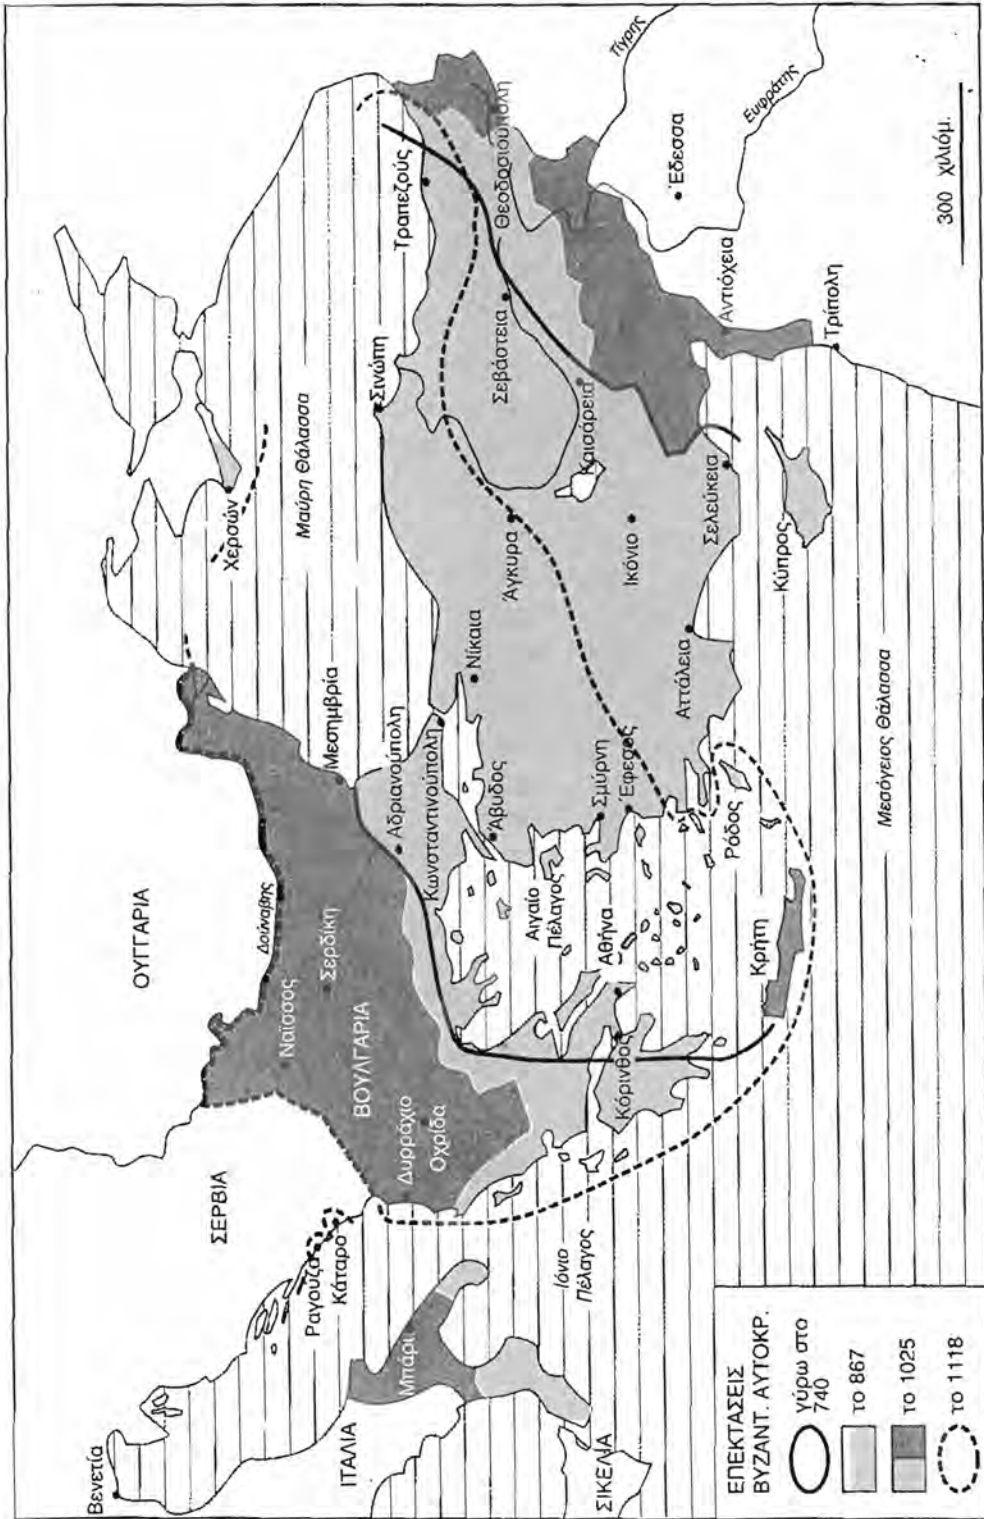 Βενετία
ΟΥΓΓΑΡΙΑ
ΣΕΡΒΙΑ
ΙΤΑΛΙΑ
ΣΙΚΕΛΙΑ
Ραγούζα
Κάταρο
Μπάρι
Ιόνιο
Πέλαγος
Δούναβης
Ναϊσσος
Σερδίκη
ΒΟΥΛΓΑΡΙΑ
Δυρράχιο
Οχρίδα
Μεσημβρία
Αδριανούπολη
Κωνσταντινούπολη
Άβυδος
Νίκαια
Αιγαίο
Πέλαγος
Αθήνα
Κόρινθος
Σμύρνη
Έφεσος
Ρόδος
Κρήτη
Χερσών
Μαύρη Θάλασσα
Σινώπη
Τραπεζούς
Θεοδοσιούπολη
Σεβάστεια
Άγκυρα
Καισάρεια
Ικόνιο
Σελεύκεια
Αττάλεια
Κύπρος
Μεσόγειος Θάλασσα
Τίγρης
Ευφράτης
Έδεσσα
Αντιόχεια
Τρίπολη
300 χιλιόμ.
ΕΠΕΚΤΑΣΕΙΣ
ΒΥΖΑΝΤ. ΑΥΤΟΚΡ.
γύρω στο
740
το 867
το 1025
το 1118